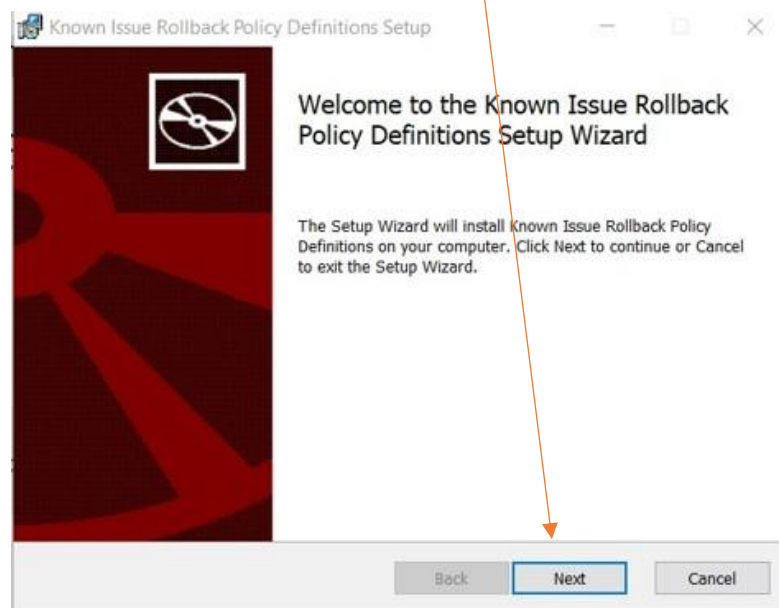 Known Issue Rollback Policy Definitions Setup
Welcome to the Known Issue Rollback
Policy Definitions Setup Wizard
The Setup Wizard will install Known Issue Rollback Policy
Definitions on your computer. Click Next to continue or Cancel
to exit the Setup Wizard.
Back Next Cancel